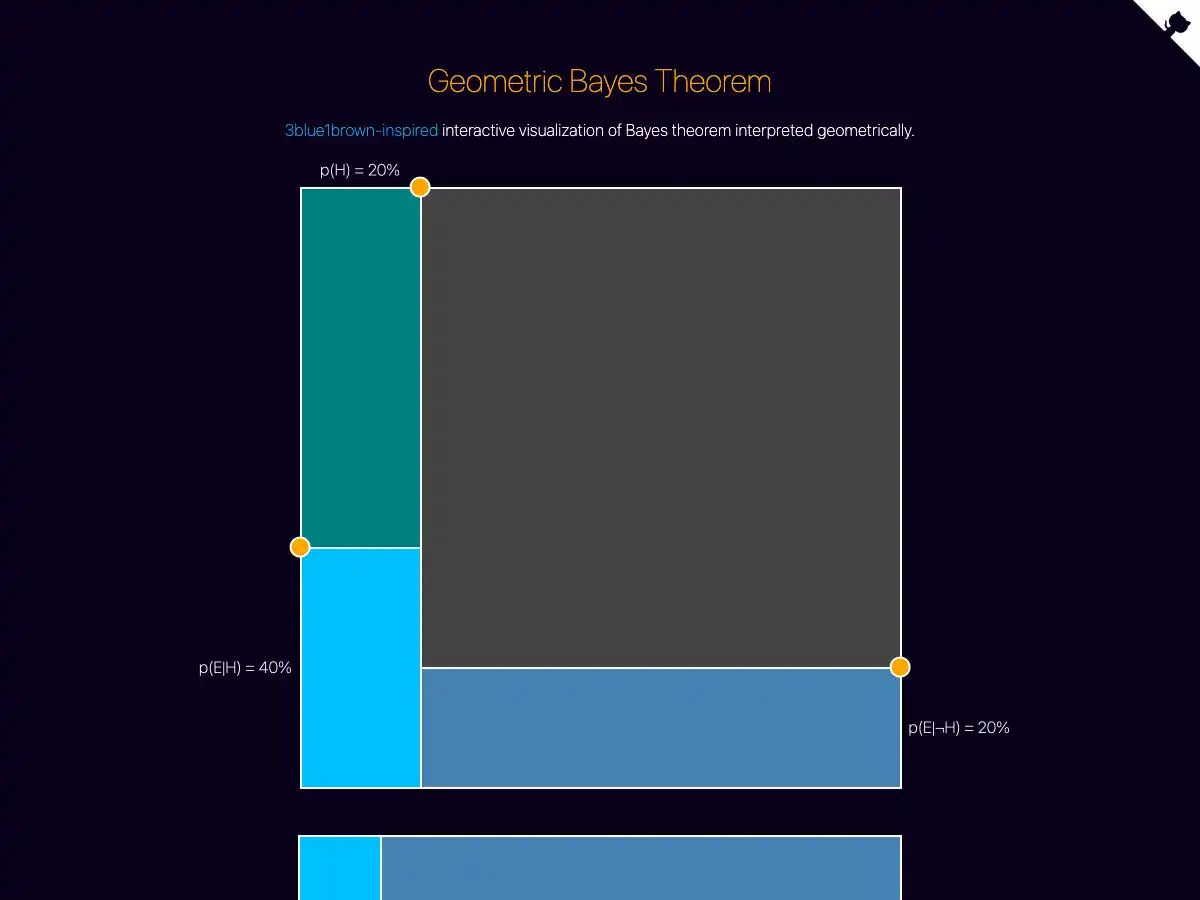 Geometric Bayes Theorem
3blue1brown-inspired interactive visualization of Bayes theorem interpreted geometrically.
p(H) = 20%
p(E|H) = 40%
p(E|¬H) = 20%